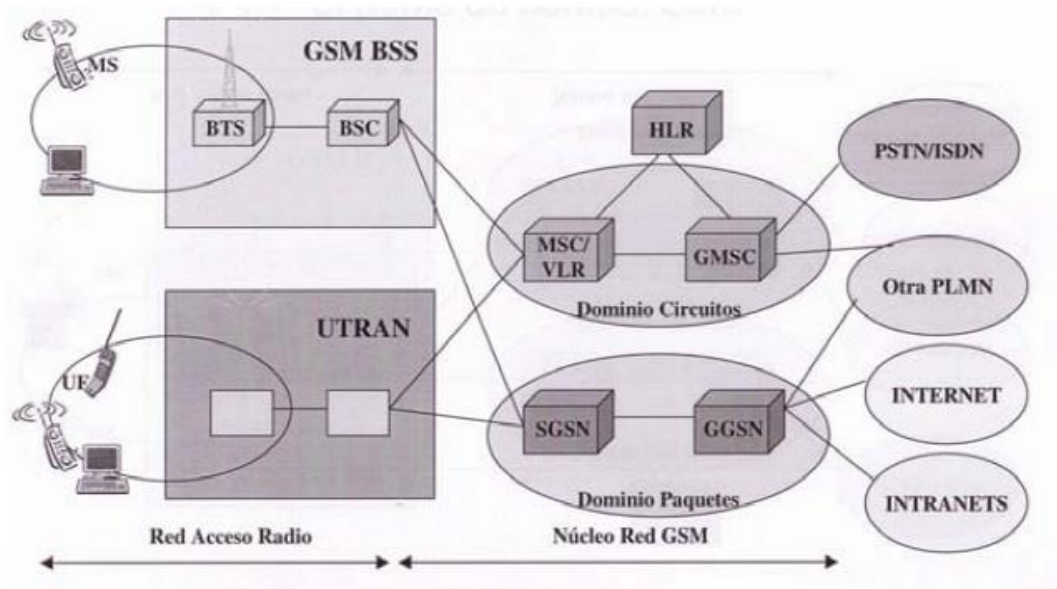 GSM BSS
MS
BTS
BSC
HLR
PSTN/ISDN
MSC/
VLR
GMSC
Dominio Circuitos
Otra PLMN
UTRAN
UE
INTERNET
SGSN
GGSN
Dominio Paquetes
INTRANETS
Red Acceso Radio
Núcleo Red GSM